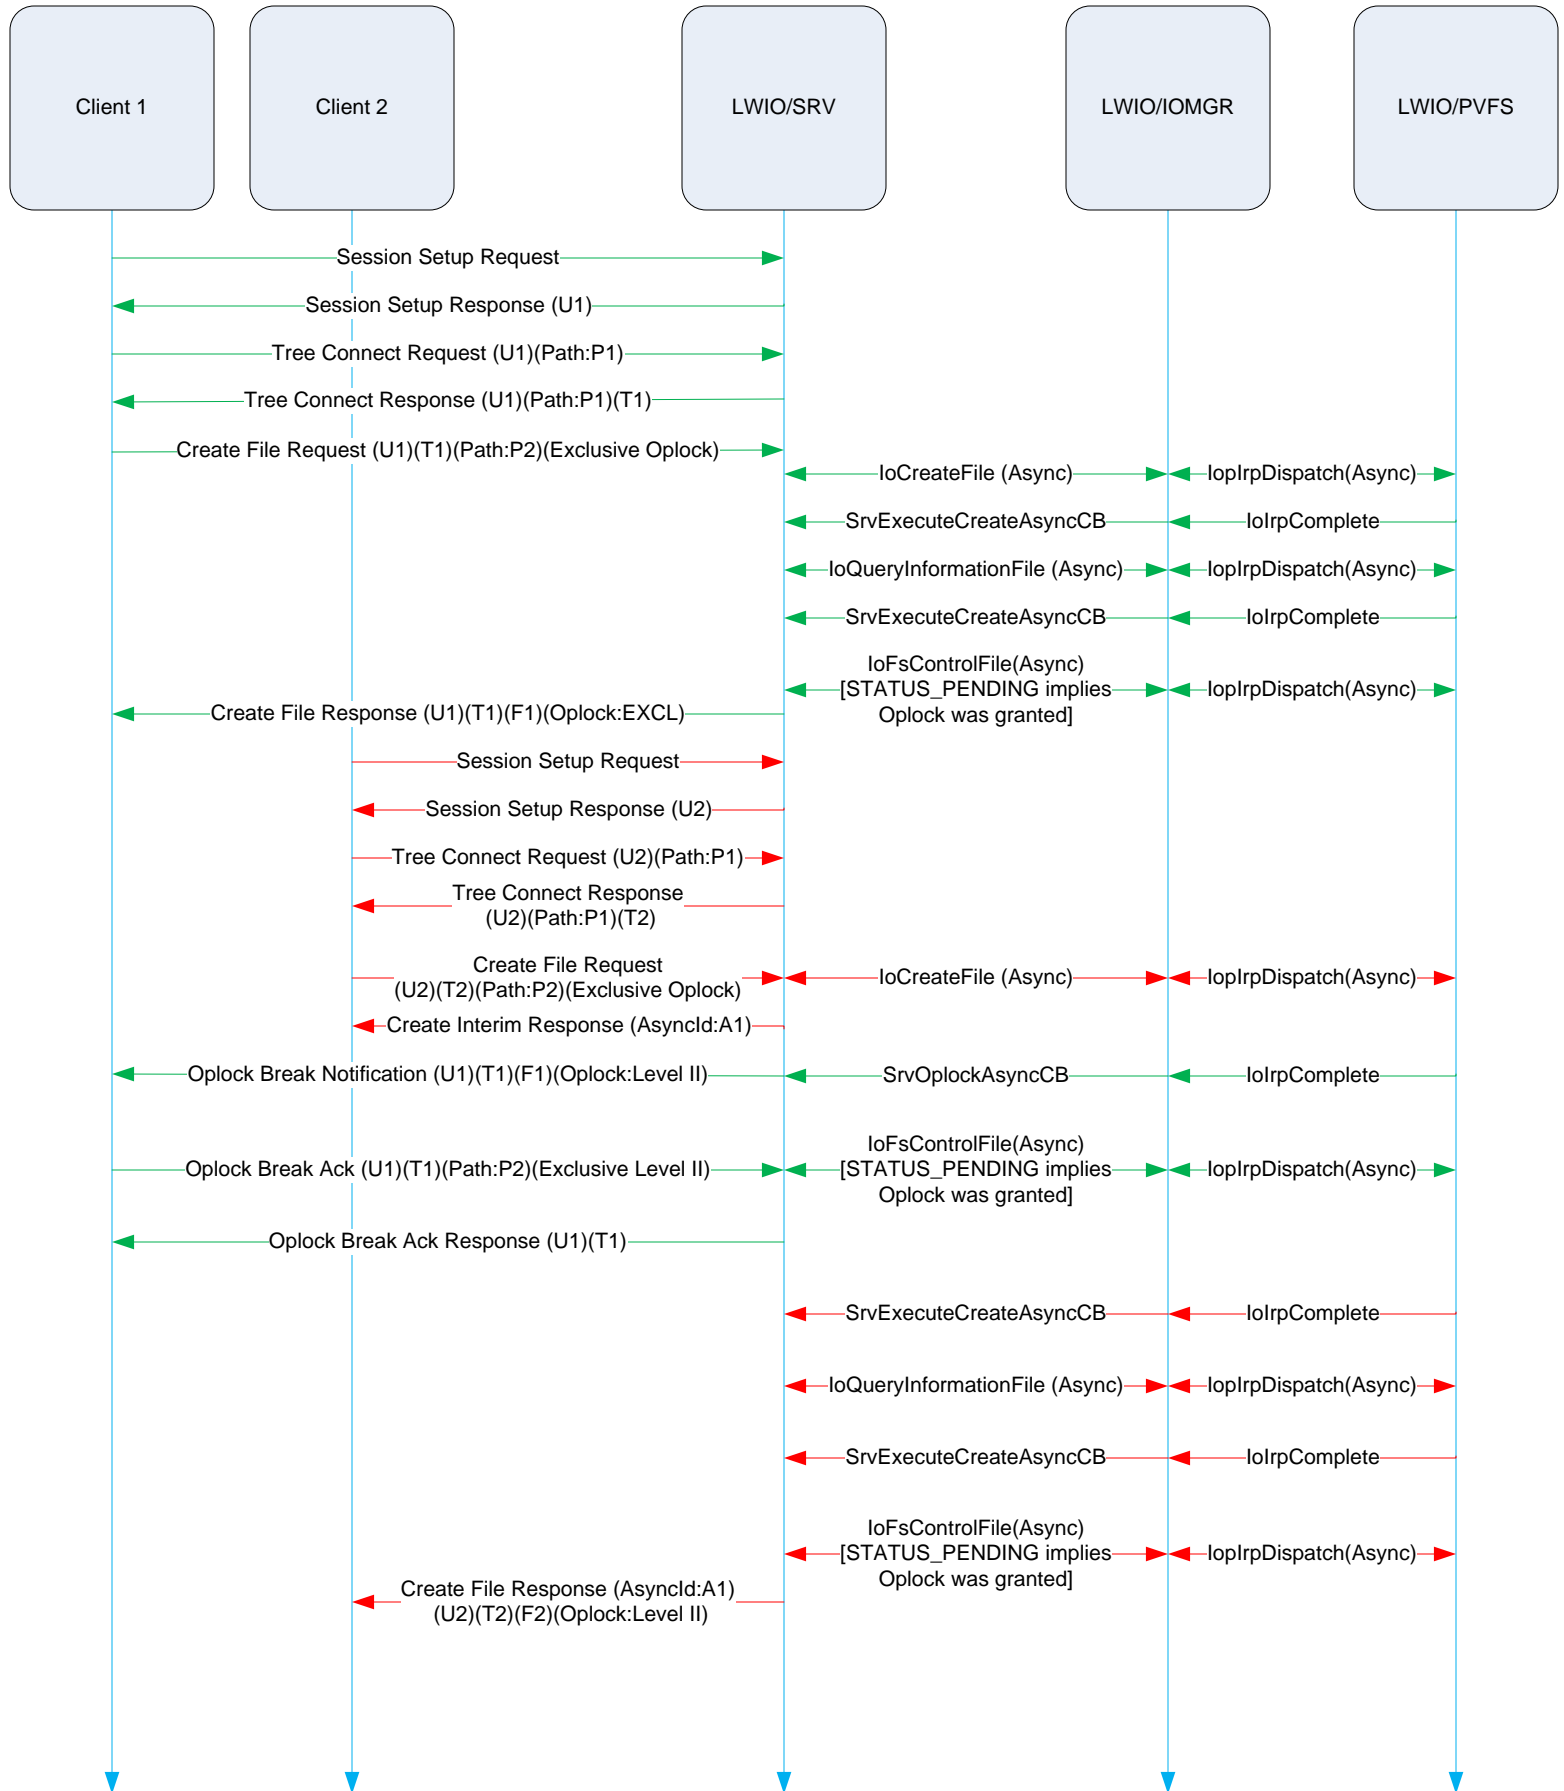 Client 1
Client 2
LWIO/SRV
LWIO/IOMGR
LWIO/PVFS
Session Setup Request
Session Setup Response (U1)
Tree Connect Request (U1)(Path:P1)
Tree Connect Response (U1)(Path:P1)(T1)
Create File Request (U1)(T1)(Path:P2)(Exclusive Oplock)
IoCreateFile (Async)
IopIrpDispatch(Async)
SrvExecuteCreateAsyncCB
IoIrpComplete
IoQueryInformationFile (Async)
IopIrpDispatch(Async)
SrvExecuteCreateAsyncCB
IoIrpComplete
IoFsControlFile(Async)
[STATUS_PENDING implies
Oplock was granted]
IopIrpDispatch(Async)
Create File Response (U1)(T1)(F1)(Oplock:EXCL)
Session Setup Request
Session Setup Response (U2)
Tree Connect Request (U2)(Path:P1)
Tree Connect Response
(U2)(Path:P1)(T2)
Create File Request
(U2)(T2)(Path:P2)(Exclusive Oplock)
IoCreateFile (Async)
IopIrpDispatch(Async)
Create Interim Response (AsyncId:A1)
Oplock Break Notification (U1)(T1)(F1)(Oplock:Level II)
SrvOplockAsyncCB
IoIrpComplete
Oplock Break Ack (U1)(T1)(Path:P2)(Exclusive Level II)
IoFsControlFile(Async)
[STATUS_PENDING implies
Oplock was granted]
IopIrpDispatch(Async)
Oplock Break Ack Response (U1)(T1)
SrvExecuteCreateAsyncCB
IoIrpComplete
IoQueryInformationFile (Async)
IopIrpDispatch(Async)
SrvExecuteCreateAsyncCB
IoIrpComplete
IoFsControlFile(Async)
[STATUS_PENDING implies
Oplock was granted]
IopIrpDispatch(Async)
Create File Response (AsyncId:A1)
(U2)(T2)(F2)(Oplock:Level II)